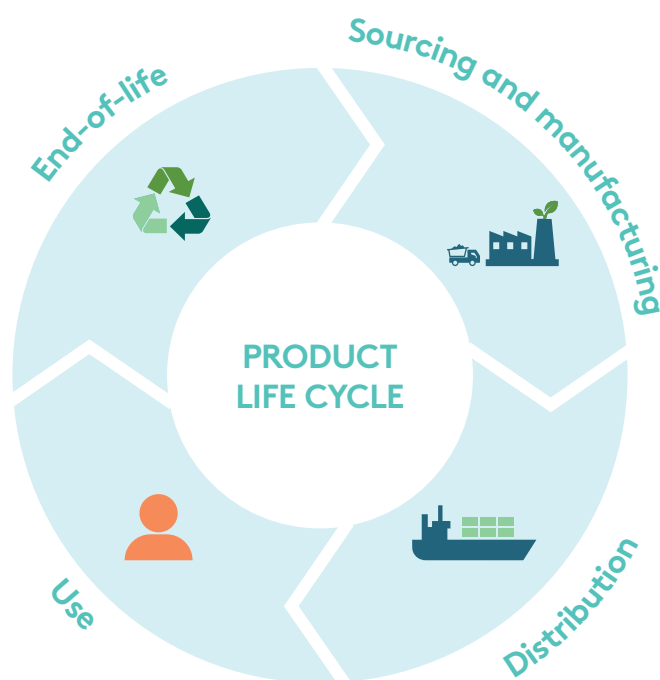 Sourcing and manufacturing
End-of-life
PRODUCT
LIFE CYCLE
Use
Distribution